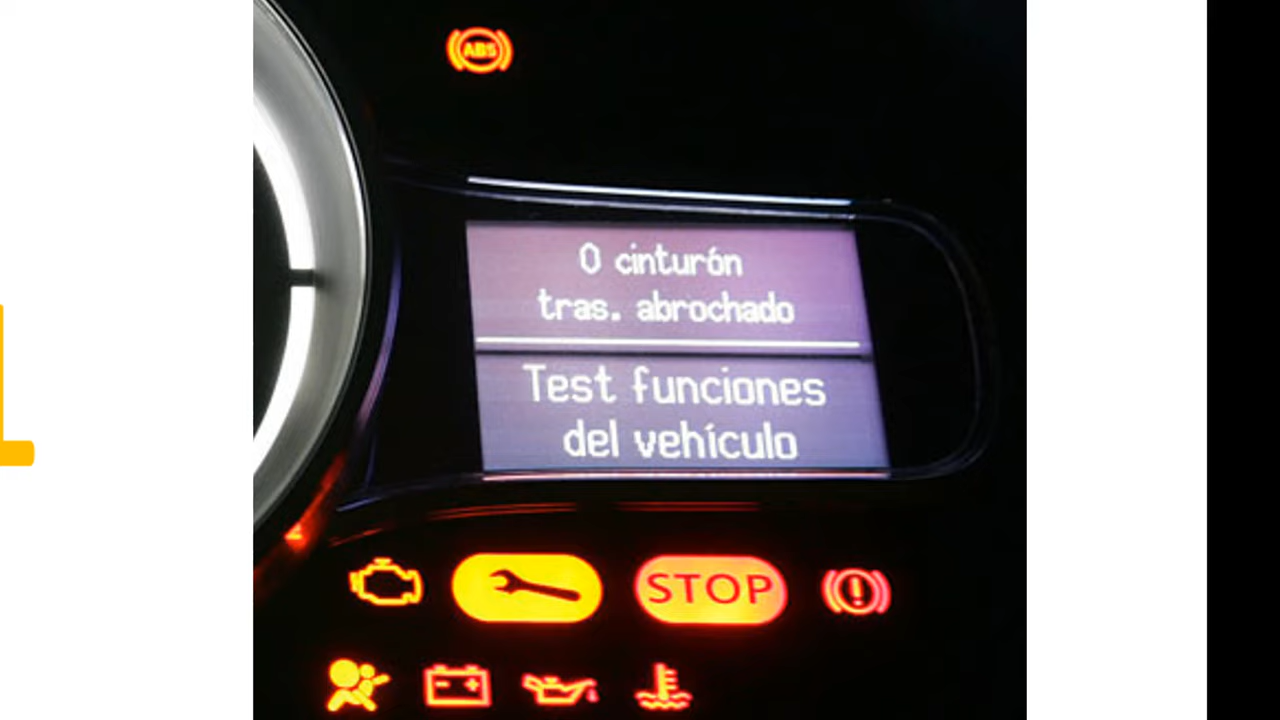 ABS
0 cinturón
tras. abrochado
Test funciones
del vehículo
STOP